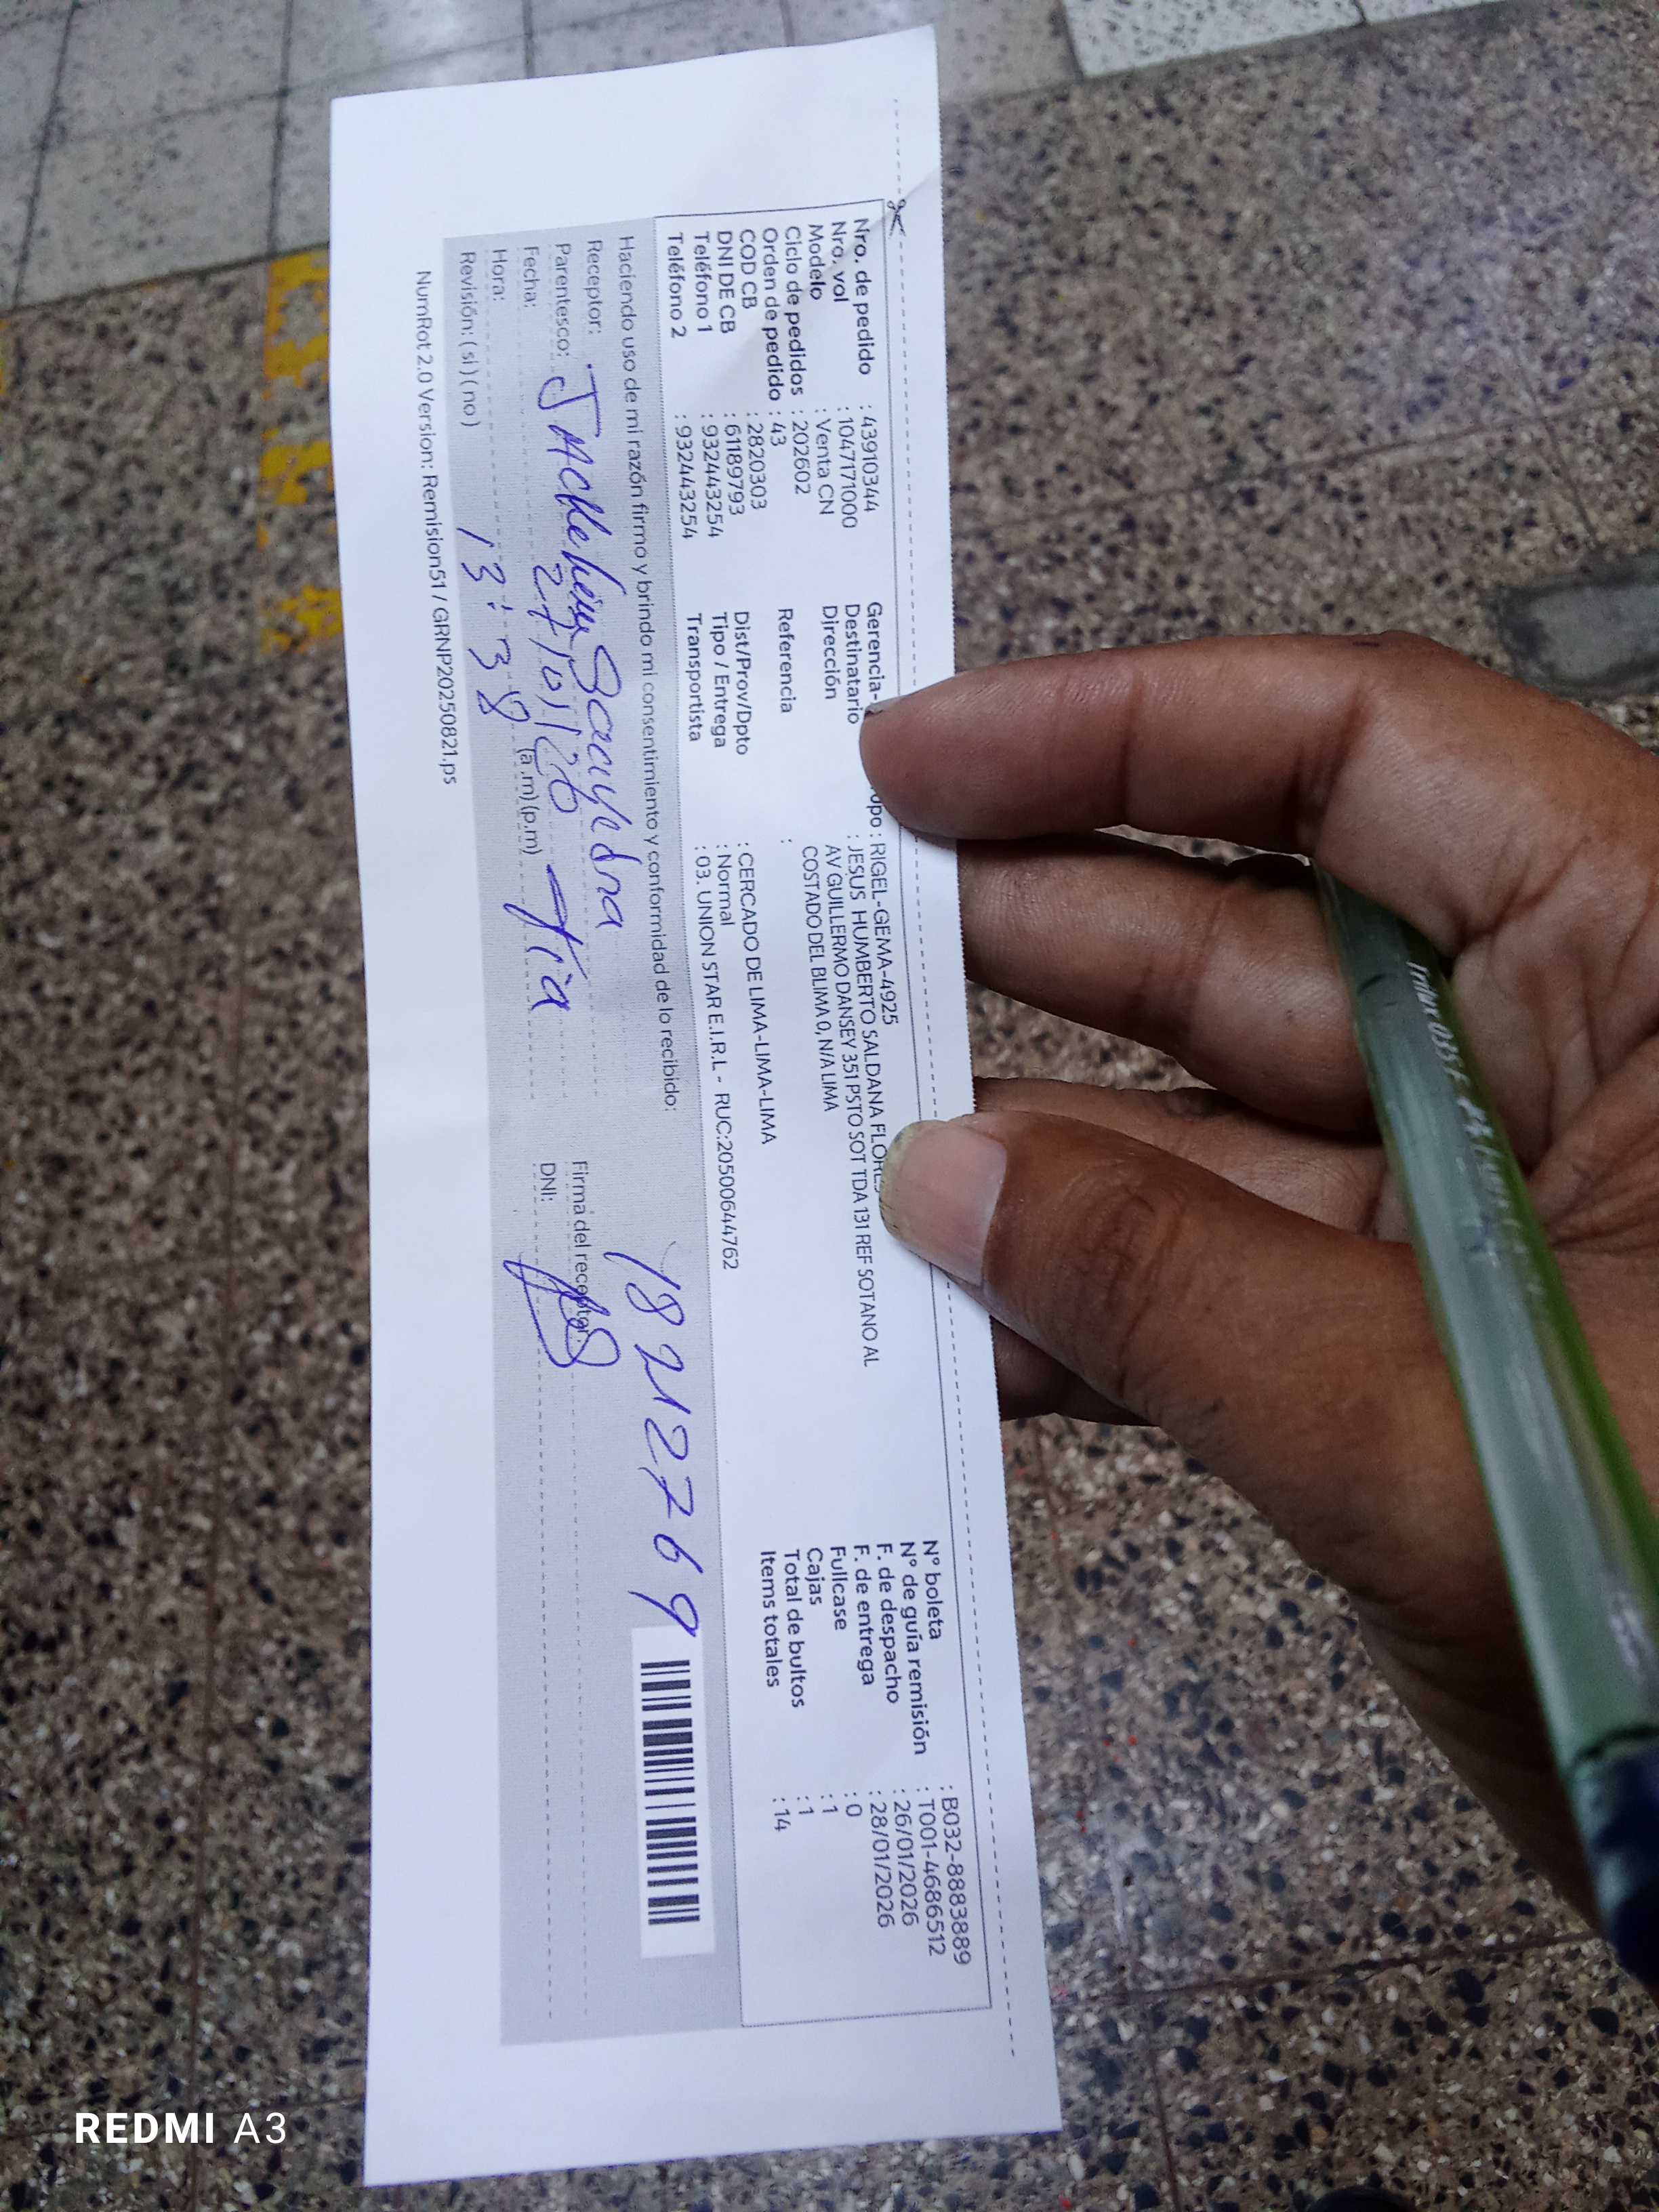 Nro. de pedido : 43910344
Nro. vol : 1047171000
Modelo : Venta CN
Ciclo de pedidos : 202602
Orden de pedido : 43
COD CB : 2820303
DNI DE CB : 61189793
Teléfono 1 : 932443254
Teléfono 2 : 932443254
Gerencia- upo : RIGEL-GEMA-4925
Destinatario : JESUS HUMBERTO SALDANA FLORES
Dirección AV GUILLERMO DANSEY 351 PSTO SOT TDA 131 REF SOTANO AL
COSTADO DEL BLIMA 0, N/A LIMA
Referencia :
Dist/Prov/Dpto : CERCADO DE LIMA-LIMA-LIMA
Tipo / Entrega : Normal
Transportista : 03. UNION STAR E.I.R.L - RUC:20500644762
N° boleta : B032-8883889
N° de guía remisión : T001-4686512
F. de despacho : 26/01/2026
F. de entrega : 28/01/2026
Fullcase : 0
Cajas : 1
Total de bultos : 1
Items totales : 14
Haciendo uso de mi razón firmo y brindo mi consentimiento y conformidad de lo recibido:
Receptor:
Parentesco: Tia
Fecha: 27/01/26
Hora: 13:38 (a.m)(p.m)
Revisión: (si) (no)
18212769
Firma del receptor:
DNI:
NumRot 2.0 Version: Remision51 / GRNP20250821.ps
intucrosse
REDMI A3